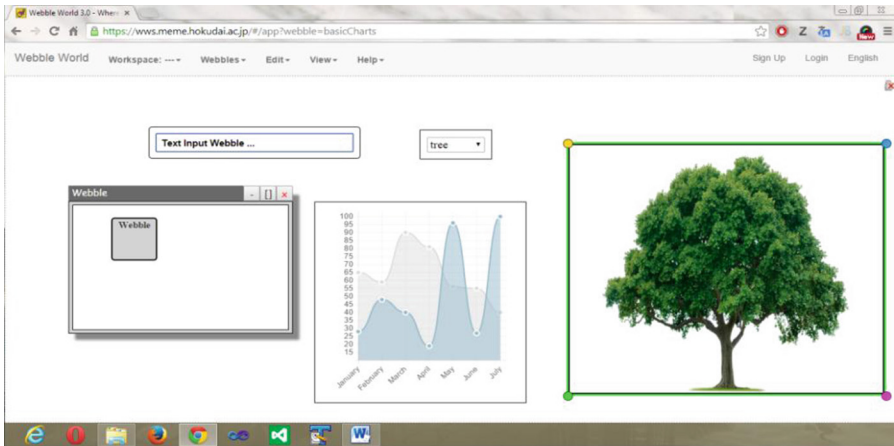 Webble World 3.0 - Wher
https://wws.meme.hokudai.ac.jp/#/app?webble=basicCharts
New
Webble World Workspace: --- Webbles Edit View Help Sign Up Login English
Text Input Webble ...
tree
Webble
Webble
100
95
90
85
80
75
70
65
60
55
50
45
40
35
30
25
20
15
January February March April May June July